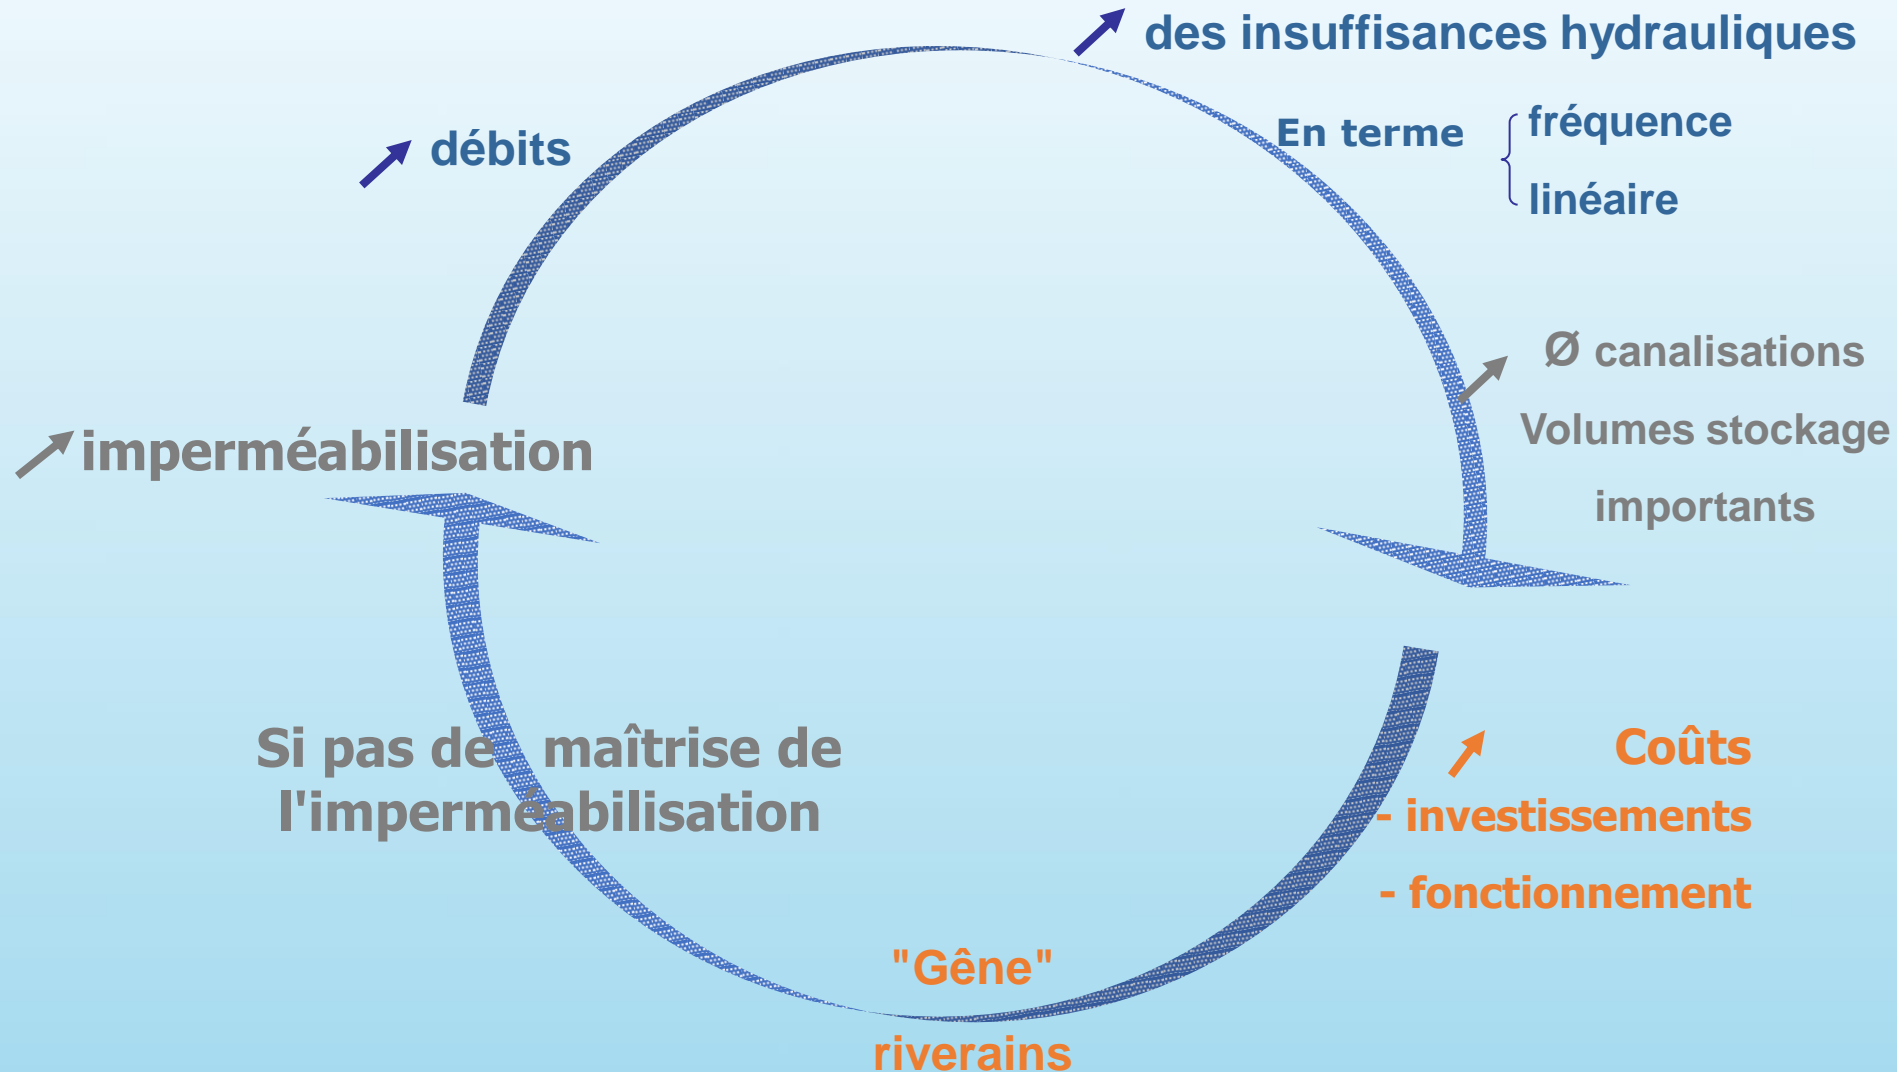 des insuffisances hydrauliques
En terme
fréquence
linéaire
débits
Ø canalisations
Volumes stockage
importants
imperméabilisation
Si pas de maîtrise de
l'imperméabilisation
Coûts
- investissements
- fonctionnement
"Gêne"
riverains